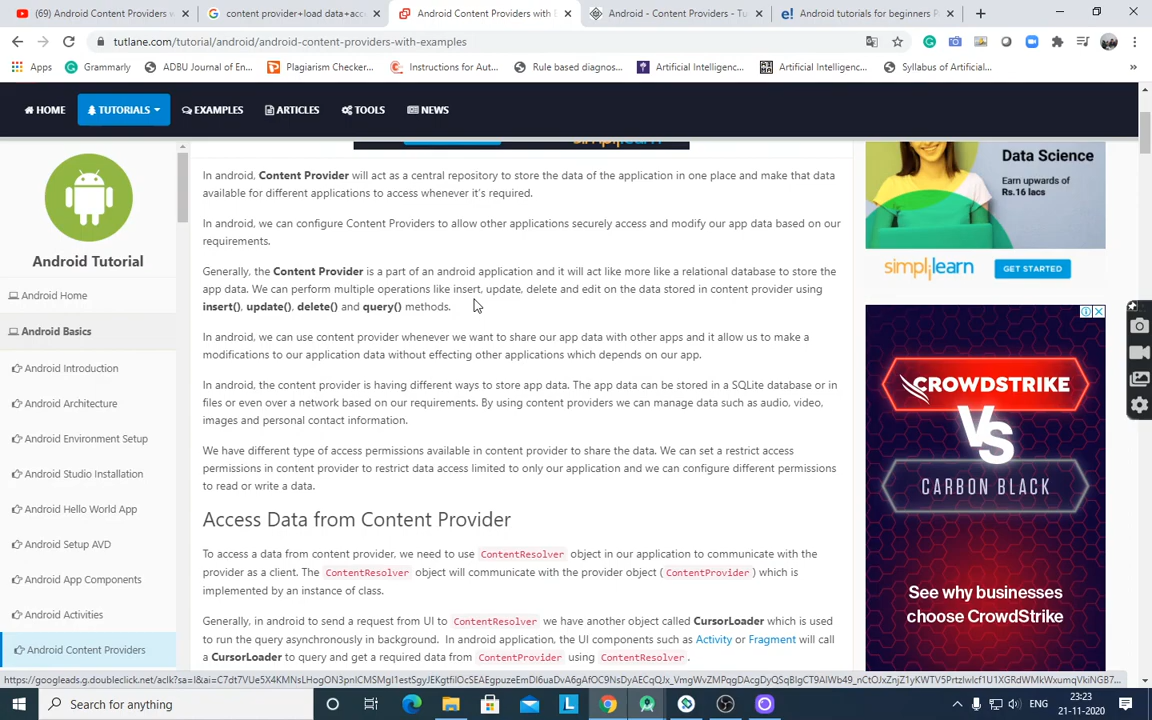 (69) Android Content Providers w
content provider+load data+acc
Android Content Providers with E
Android - Content Providers - Tu
Android tutorials for beginners P
tutlane.com/tutorial/android/android-content-providers-with-examples
Apps
Grammarly
ADBU Journal of En...
Plagiarism Checker...
Instructions for Aut...
Rule based diagnos...
Artificial Intelligenc...
Artificial Intelligenc...
Syllabus of Artificial...
HOME
TUTORIALS
EXAMPLES
ARTICLES
TOOLS
NEWS
Android Tutorial
Android Home
Android Basics
Android Introduction
Android Architecture
Android Environment Setup
Android Studio Installation
Android Hello World App
Android Setup AVD
Android App Components
Android Activities
Android Content Providers
In android, Content Provider will act as a central repository to store the data of the application in one place and make that data
available for different applications to access whenever it's required.
In android, we can configure Content Providers to allow other applications securely access and modify our app data based on our
requirements.
Generally, the Content Provider is a part of an android application and it will act like more like a relational database to store the
app data. We can perform multiple operations like insert, update, delete and edit on the data stored in content provider using
insert(), update(), delete() and query() methods.
In android, we can use content provider whenever we want to share our app data with other apps and it allow us to make a
modifications to our application data without effecting other applications which depends on our app.
In android, the content provider is having different ways to store app data. The app data can be stored in a SQLite database or in
files or even over a network based on our requirements. By using content providers we can manage data such as audio, video,
images and personal contact information.
We have different type of access permissions available in content provider to share the data. We can set a restrict access
permissions in content provider to restrict data access limited to only our application and we can configure different permissions
to read or write a data.
Access Data from Content Provider
To access a data from content provider, we need to use ContentResolver object in our application to communicate with the
provider as a client. The ContentResolver object will communicate with the provider object (ContentProvider) which is
implemented by an instance of class.
Generally, in android to send a request from UI to ContentResolver we have another object called CursorLoader which is used
to run the query asynchronously in background. In android application, the UI components such as Activity or Fragment will call
a CursorLoader to query and get a required data from ContentProvider using ContentResolver.
Data Science
Earn upwards of
Rs.16 lacs
simplilearn
GET STARTED
CROWDSTRIKE
VS
CARBON BLACK
See why businesses
choose CrowdStrike
Type here to search
ENG
23:23
21-11-2020